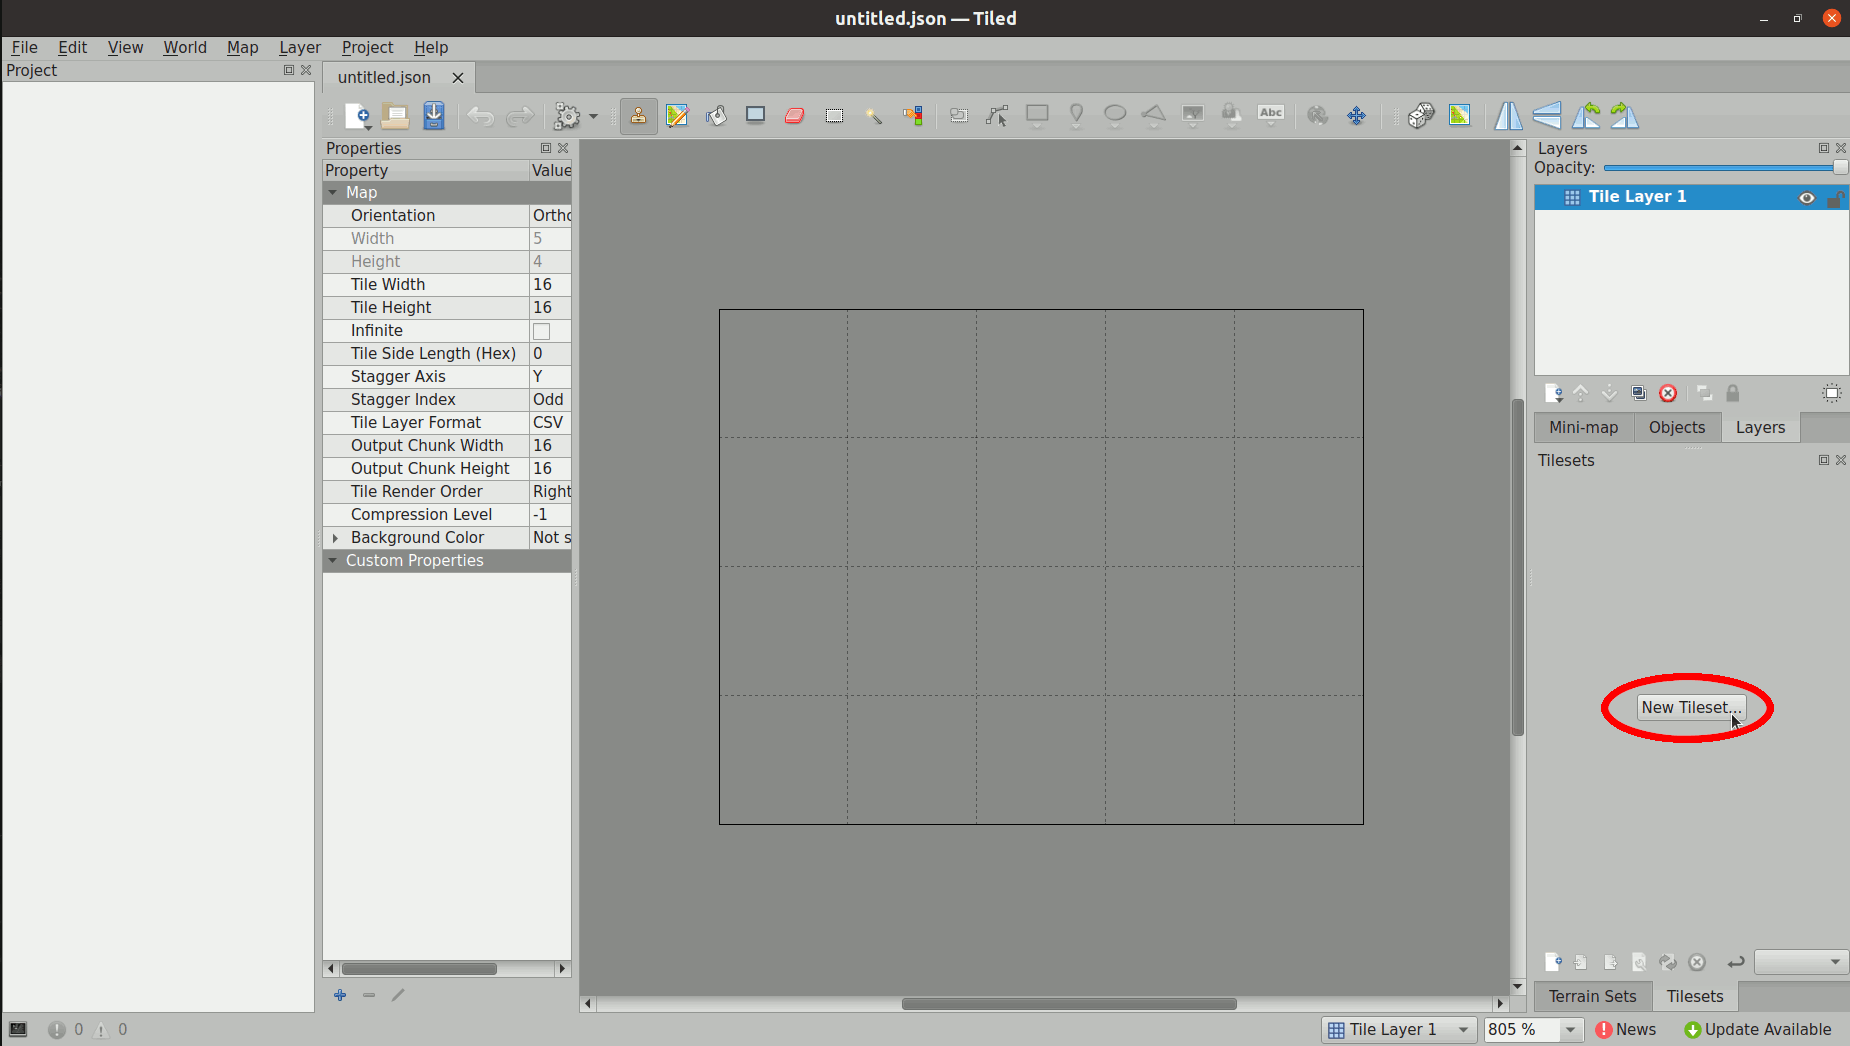 untitled.json — Tiled
File Edit View World Map Layer Project Help
Project
untitled.json
Abc
Properties
Property Value
Map
Orientation Ortho
Width 5
Height 4
Tile Width 16
Tile Height 16
Infinite
Tile Side Length (Hex) 0
Stagger Axis Y
Stagger Index Odd
Tile Layer Format CSV
Output Chunk Width 16
Output Chunk Height 16
Tile Render Order Right
Compression Level -1
Background Color Not s
Custom Properties
Layers
Opacity:
Tile Layer 1
Mini-map Objects Layers
Tilesets
New Tileset...
Terrain Sets Tilesets
0 0
Tile Layer 1 805 % News Update Available